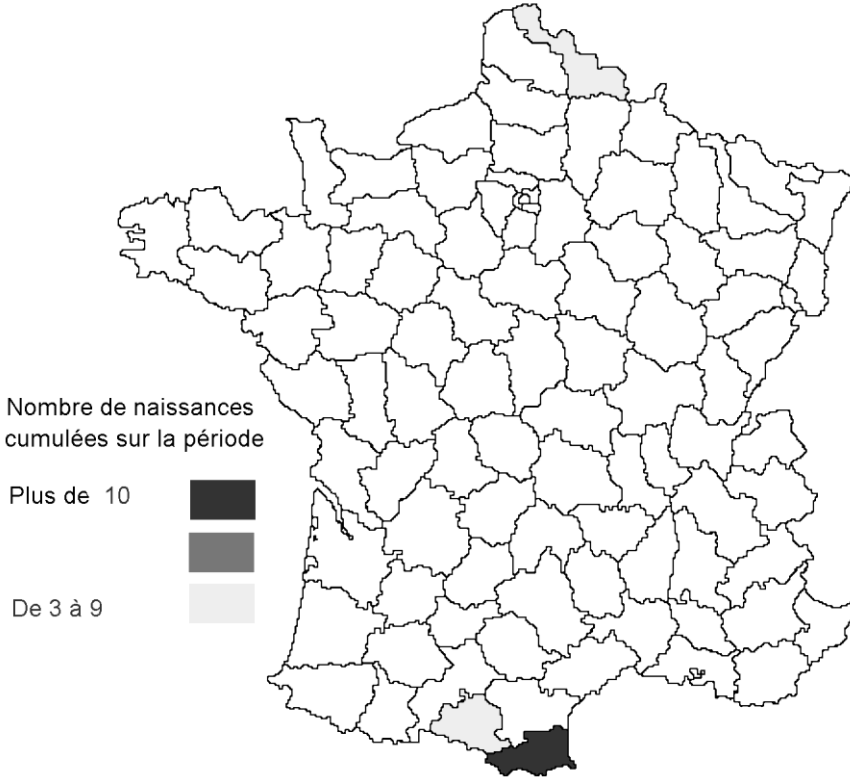 Nombre de naissances
cumulées sur la période
Plus de 10
De 3 à 9